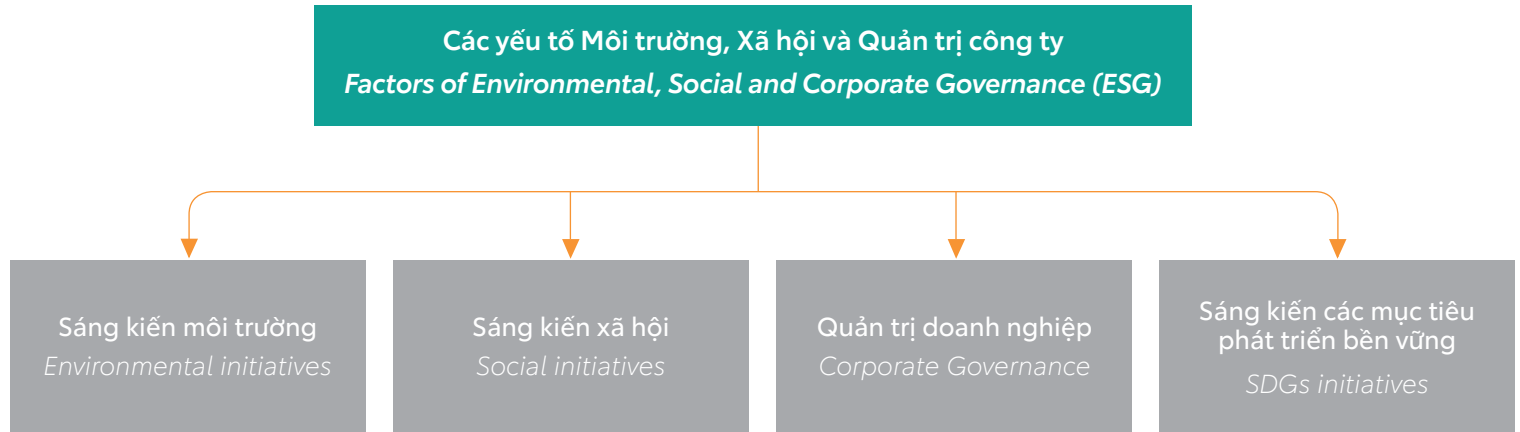 Các yếu tố Môi trường, Xã hội và Quản trị công ty
Factors of Environmental, Social and Corporate Governance (ESG)
Sáng kiến môi trường
Environmental initiatives
Sáng kiến xã hội
Social initiatives
Quản trị doanh nghiệp
Corporate Governance
Sáng kiến các mục tiêu
phát triển bền vững
SDGs initiatives